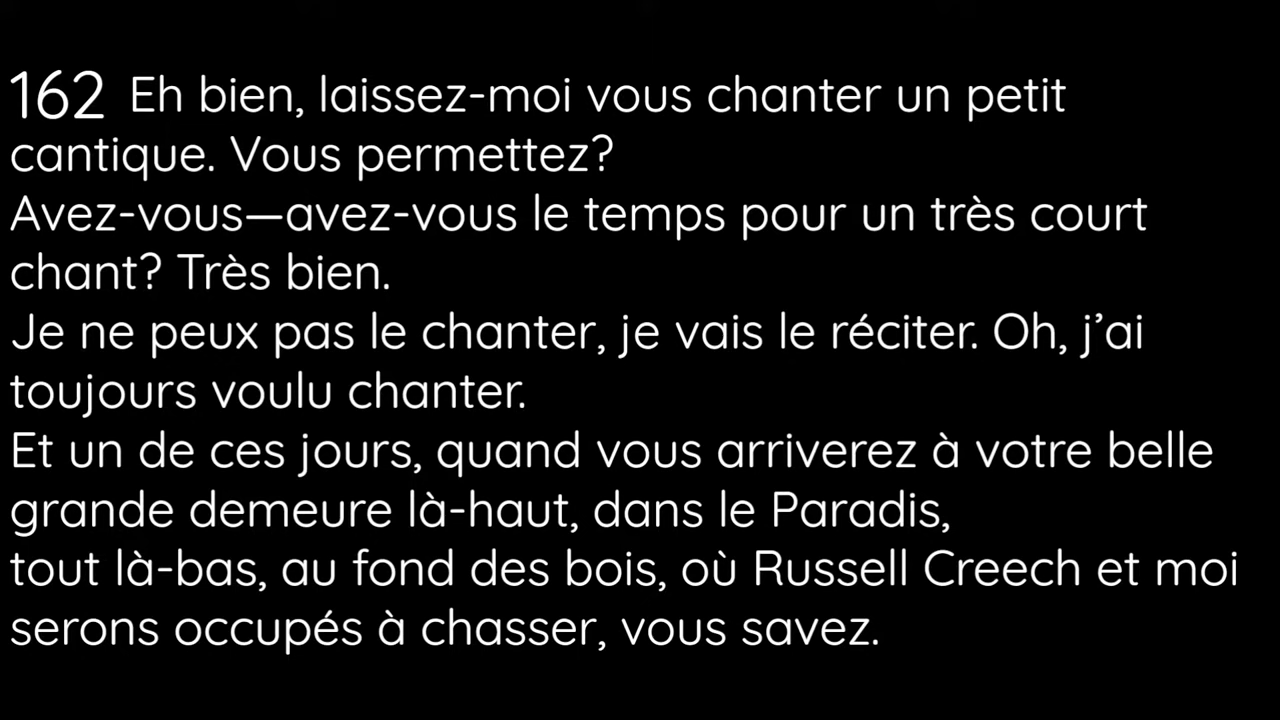 162 Eh bien, laissez-moi vous chanter un petit
cantique. Vous permettez?
Avez-vous—avez-vous le temps pour un très court
chant? Très bien.
Je ne peux pas le chanter, je vais le réciter. Oh, j’ai
toujours voulu chanter.
Et un de ces jours, quand vous arriverez à votre belle
grande demeure là-haut, dans le Paradis,
tout là-bas, au fond des bois, où Russell Creech et moi
serons occupés à chasser, vous savez.